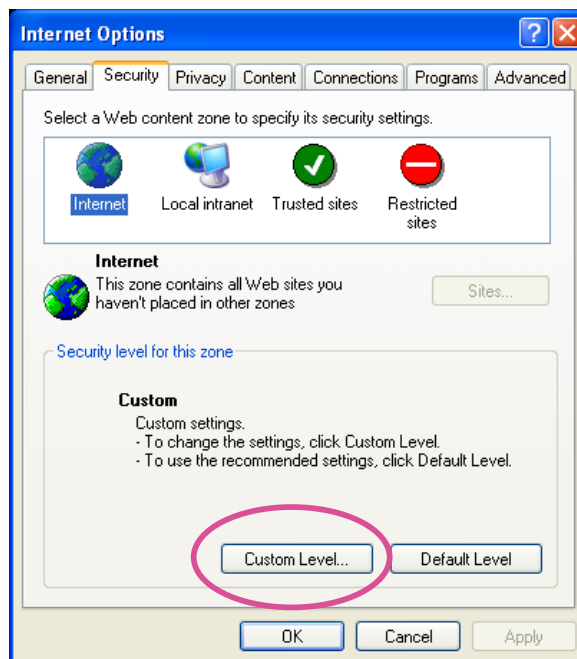 Internet Options
General Security Privacy Content Connections Programs Advanced
Select a Web content zone to specify its security settings.
Internet Local intranet Trusted sites Restricted sites
Internet
This zone contains all Web sites you
haven't placed in other zones
Sites...
Security level for this zone
Custom
Custom settings.
- To change the settings, click Custom Level.
- To use the recommended settings, click Default Level.
Custom Level... Default Level
OK Cancel Apply